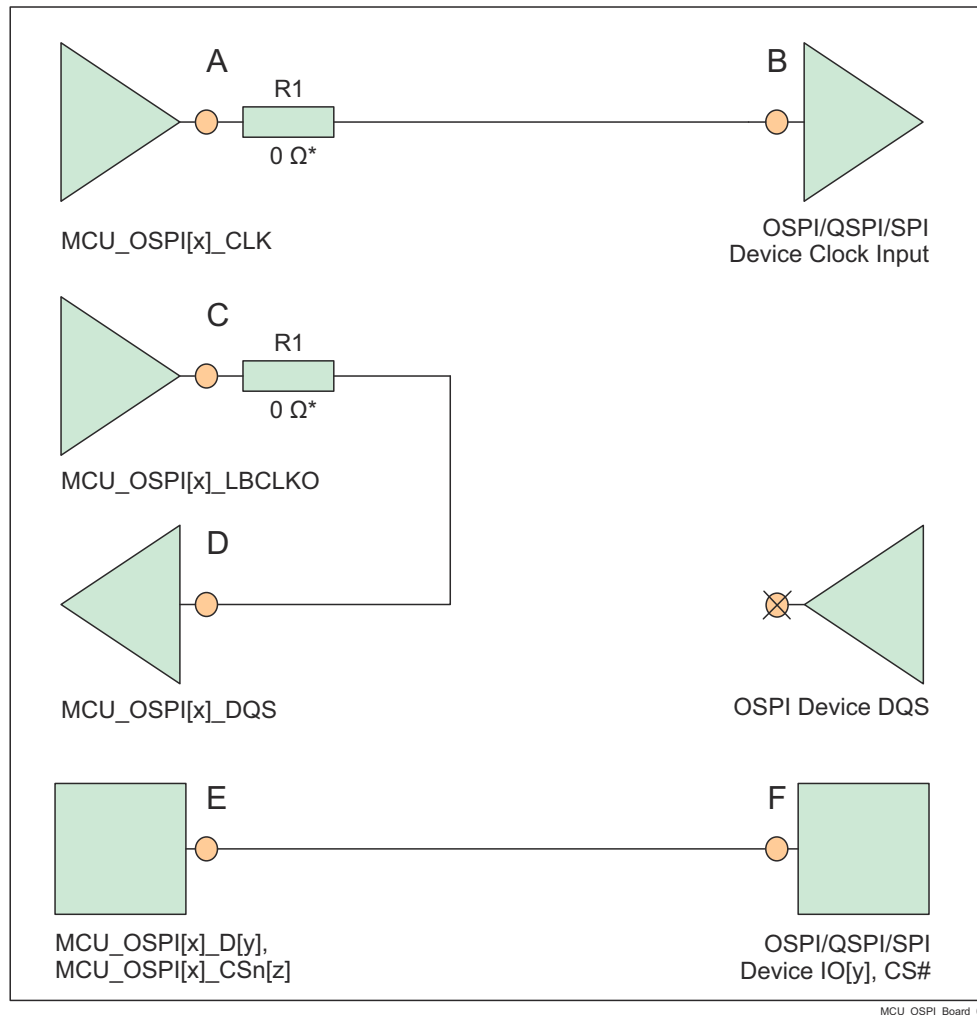 A
B
R1
0 Ω*
MCU_OSPI[x]_CLK
OSPI/QSPI/SPI
Device Clock Input
C
R1
0 Ω*
MCU_OSPI[x]_LBCLKO
D
MCU_OSPI[x]_DQS
OSPI Device DQS
E
F
MCU_OSPI[x]_D[y],
MCU_OSPI[x]_CSn[z]
OSPI/QSPI/SPI
Device IO[y], CS#
MCU_OSPI_Board